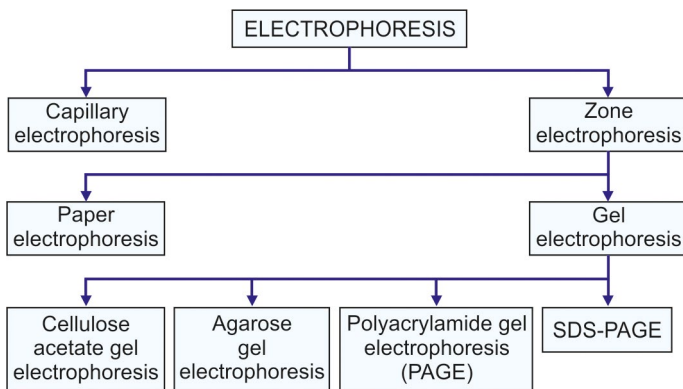 ELECTROPHORESIS
Capillary
electrophoresis
Zone
electrophoresis
Paper
electrophoresis
Gel
electrophoresis
Cellulose
acetate gel
electrophoresis
Agarose
gel
electrophoresis
Polyacrylamide gel
electrophoresis
(PAGE)
SDS-PAGE